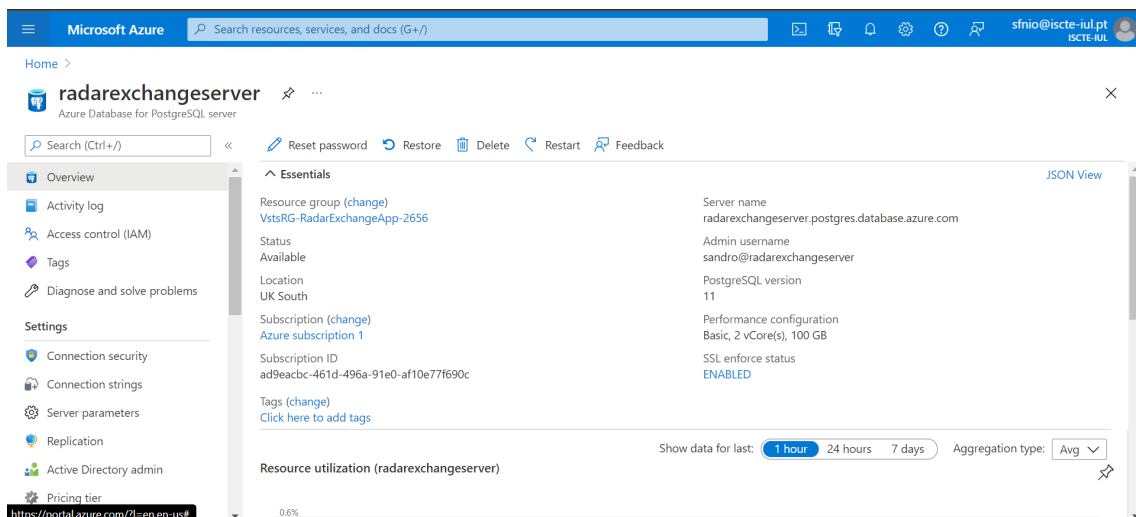 Microsoft Azure
Search resources, services, and docs (G+/)
sfnio@iscte-iul.pt
ISCTE-IUL
Home >
radarexchangeserver
Azure Database for PostgreSQL server
Search (Ctrl+/)
«
Reset password Restore Delete Restart Feedback
Overview
Activity log
Access control (IAM)
Tags
Diagnose and solve problems
Settings
Connection security
Connection strings
Server parameters
Replication
Active Directory admin
Pricing tier
https://portal.azure.com/?l=en.en-us#
Essentials
JSON View
Resource group (change)
VstsRG-RadarExchangeApp-2656
Status
Available
Location
UK South
Subscription (change)
Azure subscription 1
Subscription ID
ad9eacbc-461d-496a-91e0-af10e77f690c
Tags (change)
Click here to add tags
Server name
radarexchangeserver.postgres.database.azure.com
Admin username
sandro@radarexchangeserver
PostgreSQL version
11
Performance configuration
Basic, 2 vCore(s), 100 GB
SSL enforce status
ENABLED
Show data for last: 1 hour 24 hours 7 days Aggregation type: Avg
Resource utilization (radarexchangeserver)
0.6%